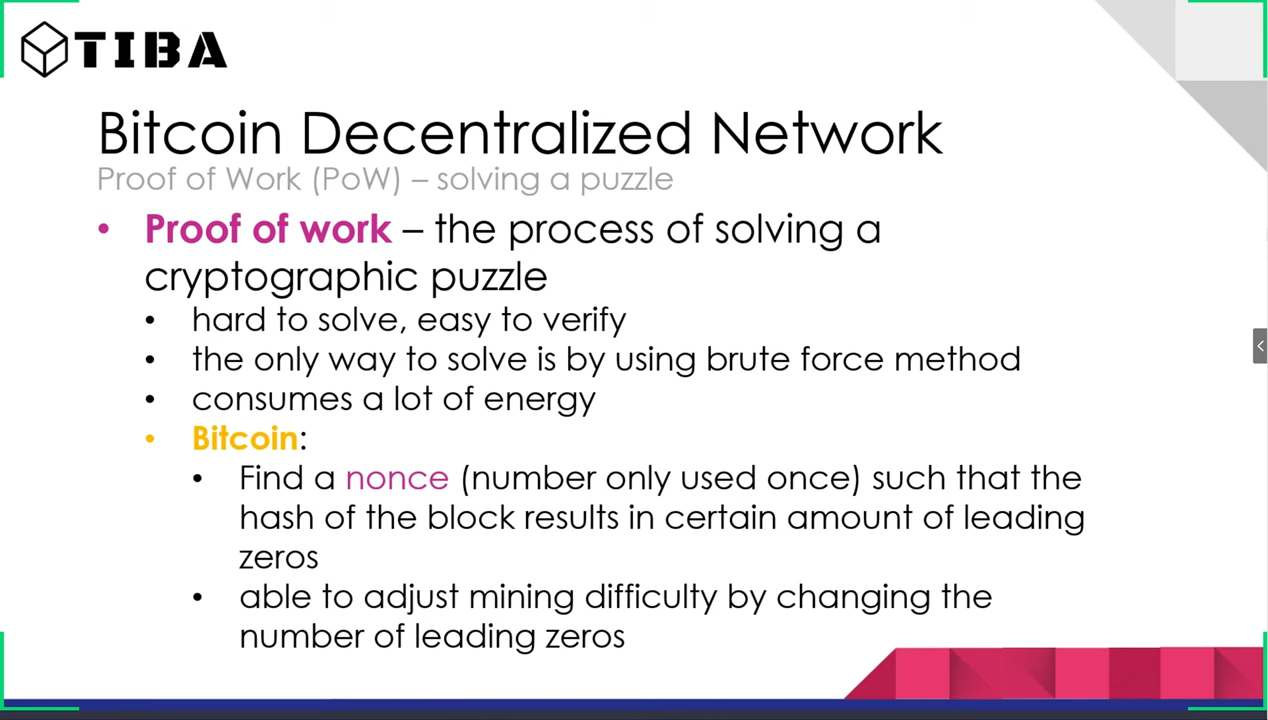 TIBA
Bitcoin Decentralized Network
Proof of Work (PoW) – solving a puzzle
• Proof of work – the process of solving a
cryptographic puzzle
• hard to solve, easy to verify
• the only way to solve is by using brute force method
• consumes a lot of energy
• Bitcoin:
• Find a nonce (number only used once) such that the
hash of the block results in certain amount of leading
zeros
• able to adjust mining difficulty by changing the
number of leading zeros